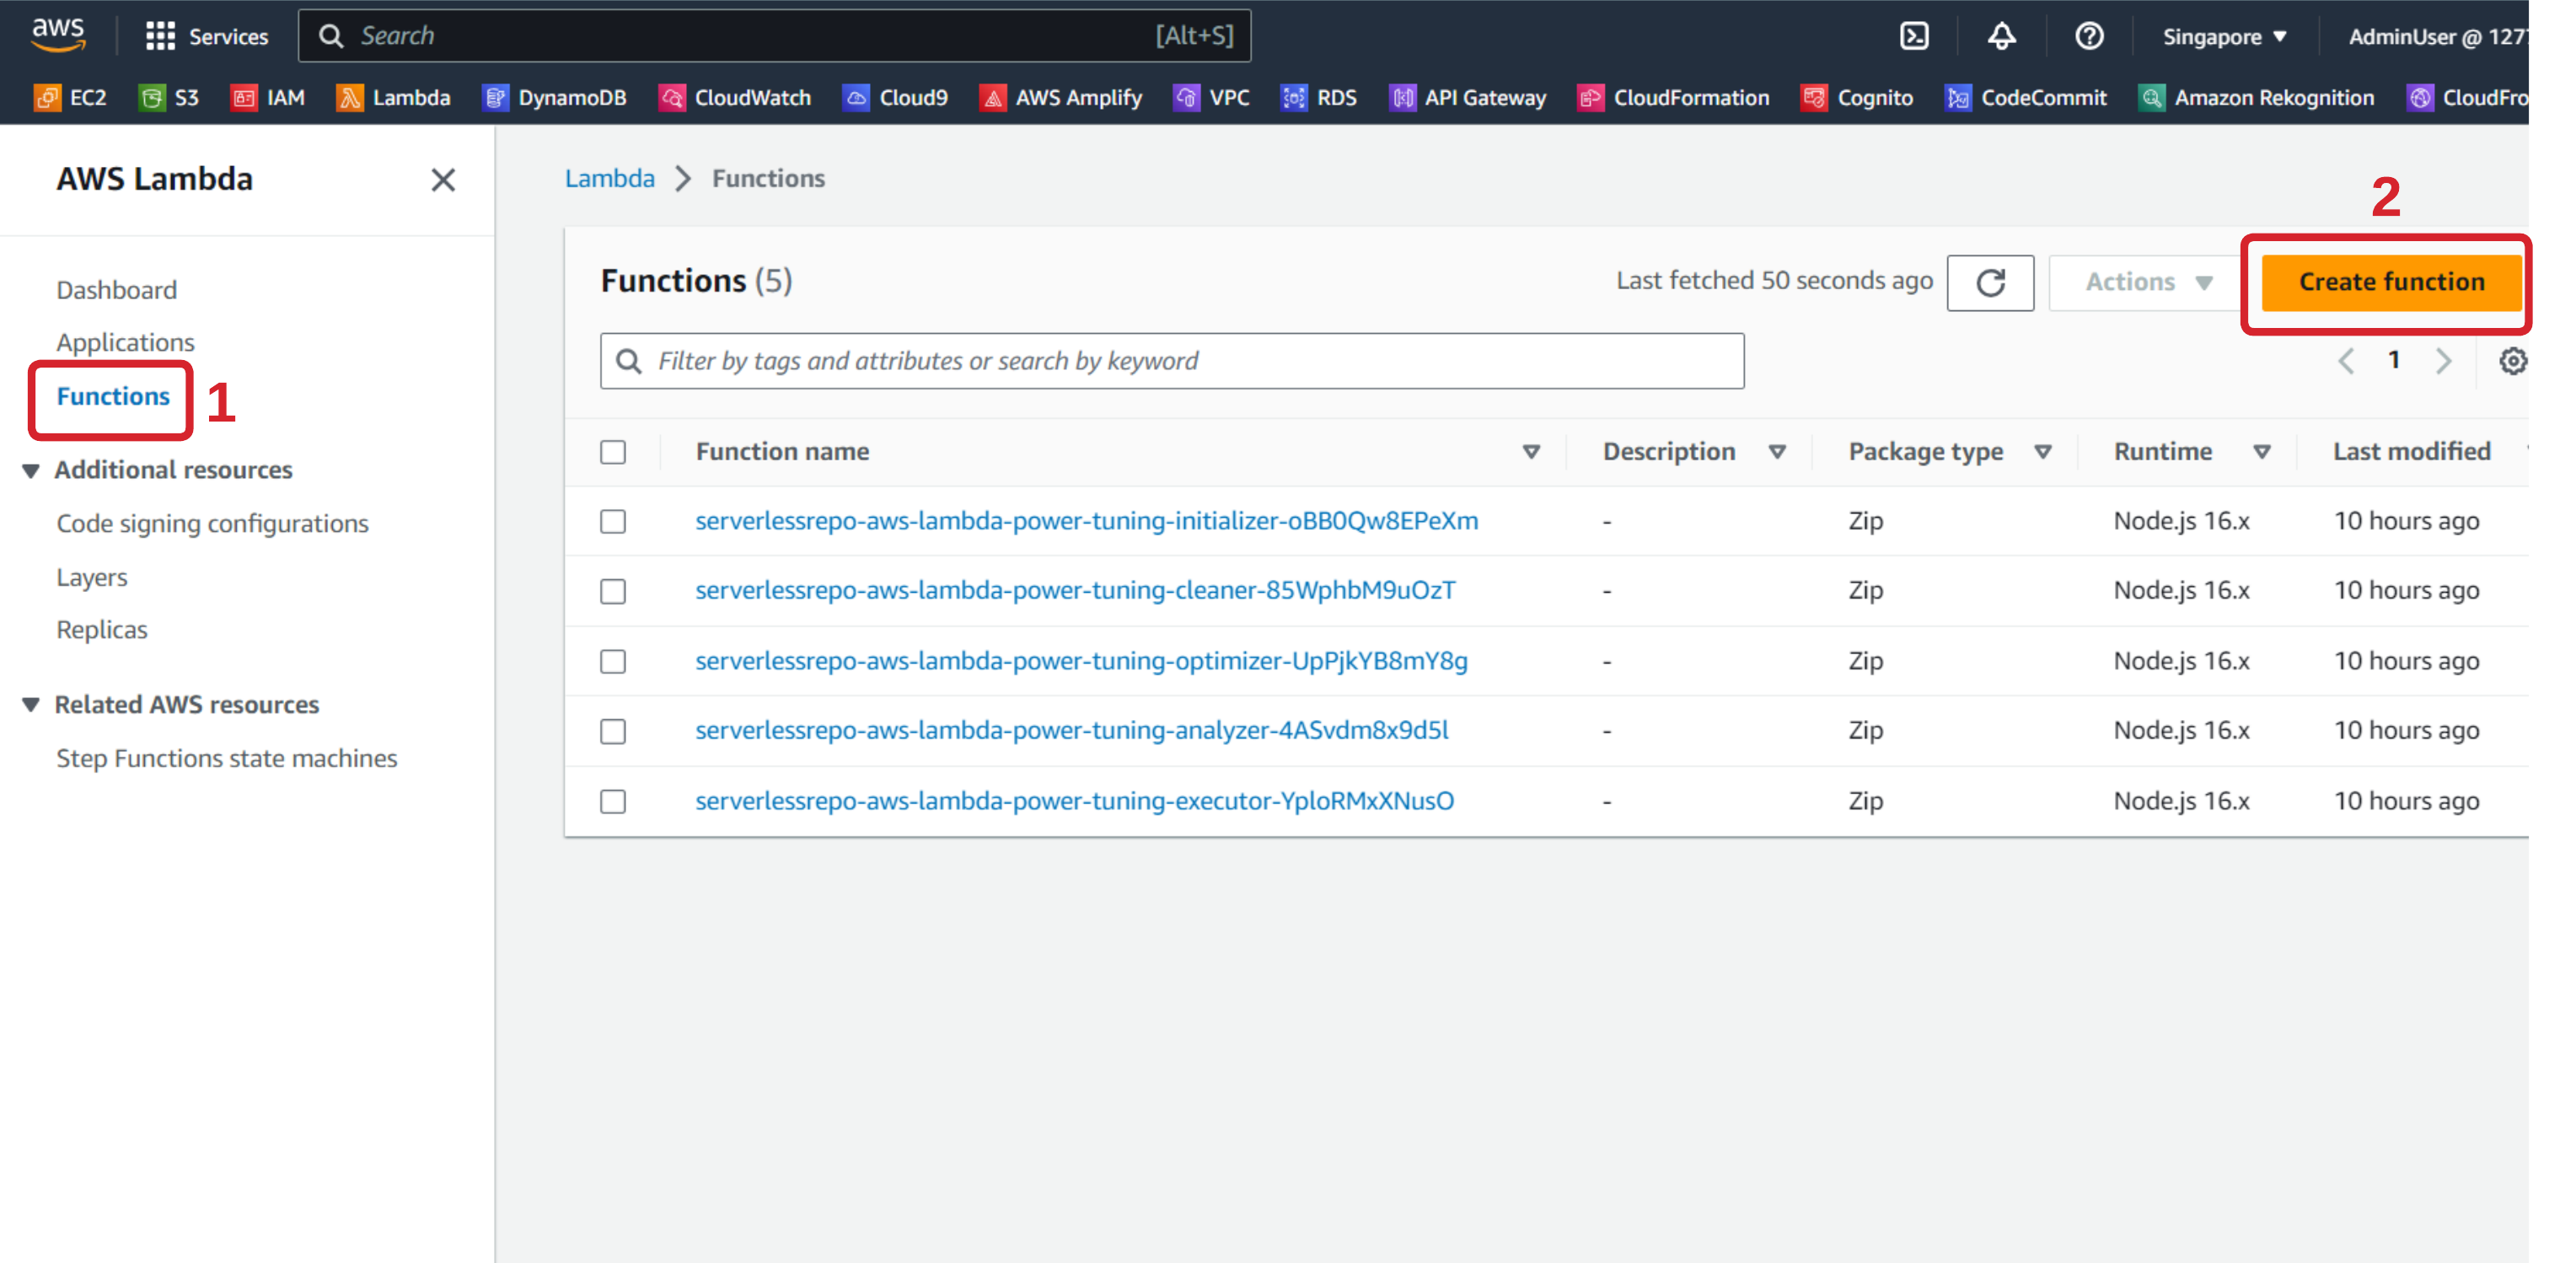 aws Services Search [Alt+S] Singapore AdminUser @ 127
EC2 S3 IAM Lambda DynamoDB CloudWatch Cloud9 AWS Amplify VPC RDS API Gateway CloudFormation Cognito CodeCommit Amazon Rekognition CloudFro
AWS Lambda
Dashboard
Applications
Functions 1
Additional resources
Code signing configurations
Layers
Replicas
Related AWS resources
Step Functions state machines
Lambda Functions
2
Functions (5) Last fetched 50 seconds ago Actions Create function
Filter by tags and attributes or search by keyword 1
Function name Description Package type Runtime Last modified
serverlessrepo-aws-lambda-power-tuning-initializer-oBB0Qw8EPeXm - Zip Node.js 16.x 10 hours ago
serverlessrepo-aws-lambda-power-tuning-cleaner-85WphbM9uOzT - Zip Node.js 16.x 10 hours ago
serverlessrepo-aws-lambda-power-tuning-optimizer-UpPjkYB8mY8g - Zip Node.js 16.x 10 hours ago
serverlessrepo-aws-lambda-power-tuning-analyzer-4ASvdm8x9d5l - Zip Node.js 16.x 10 hours ago
serverlessrepo-aws-lambda-power-tuning-executor-YploRMxXNusO - Zip Node.js 16.x 10 hours ago